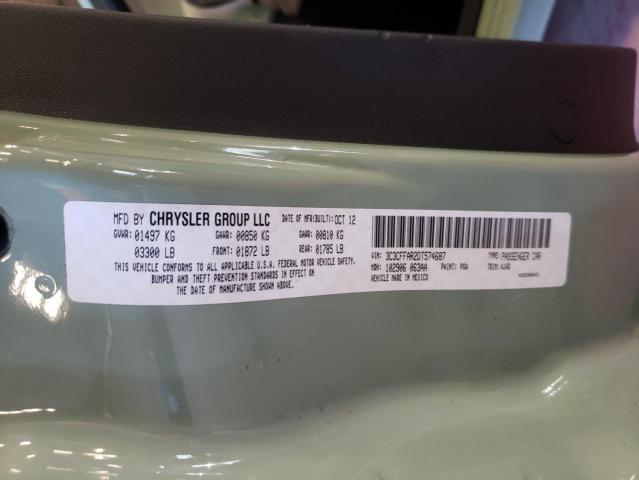 MFD BY CHRYSLER GROUP LLC DATE OF MFR(BUILT): OCT 12
GVWR: 01497 KG GAWR: 00850 KG GAWR: 00810 KG
03300 LB FRONT: 01872 LB REAR: 01785 LB
THIS VEHICLE CONFORMS TO ALL APPLICABLE U.S.A. FEDERAL MOTOR VEHICLE SAFETY,
BUMPER AND THEFT PREVENTION STANDARDS IN EFFECT ON
THE DATE OF MANUFACTURE SHOWN ABOVE.
VIN: 3C3CFFAR2DT574687 TYPE: PASSENGER CAR
MDH: 102906 063AA PAINT: PGA TRIM: AJA8
VEHICLE MADE IN MEXICO